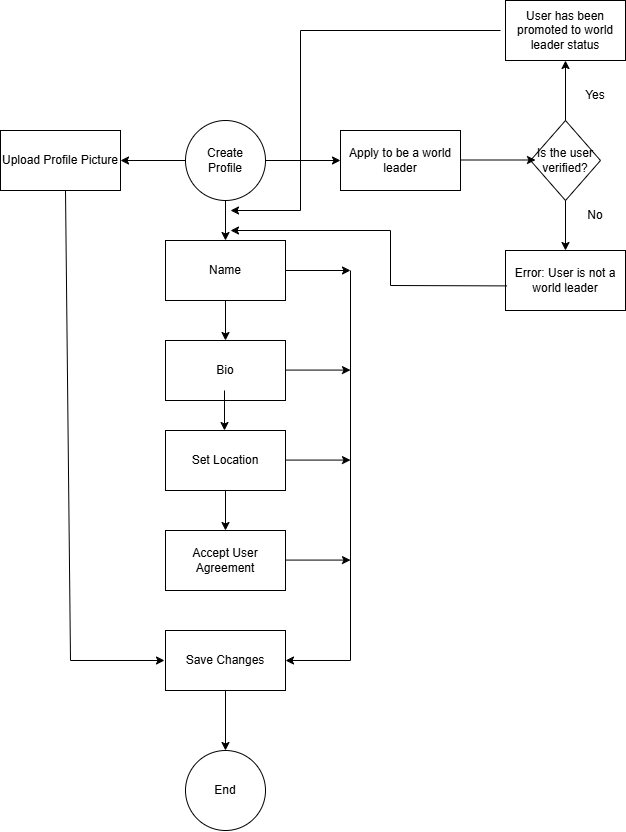 User has been
promoted to world
leader status
Yes
Upload Profile Picture
Create
Profile
Apply to be a world
leader
Is the user
verified?
No
Name
Error: User is not a
world leader
Bio
Set Location
Accept User
Agreement
Save Changes
End